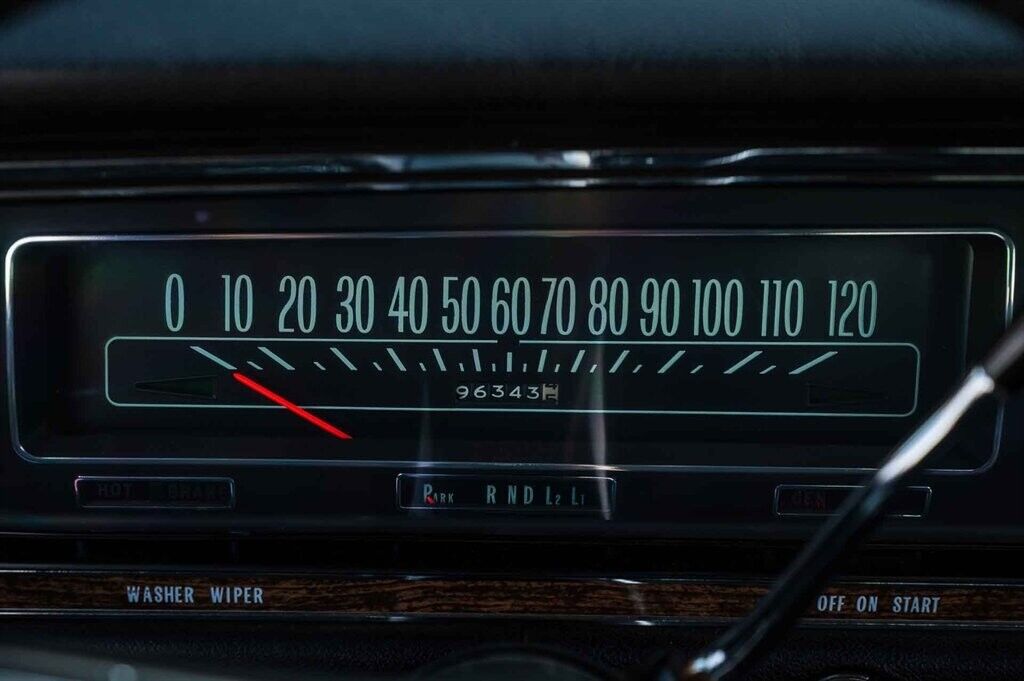 0 10 20 30 40 50 60 70 80 90 100 110 120
96343
HOT BRAKE
PARK R N D L2 L1
GEN
WASHER WIPER
OFF ON START